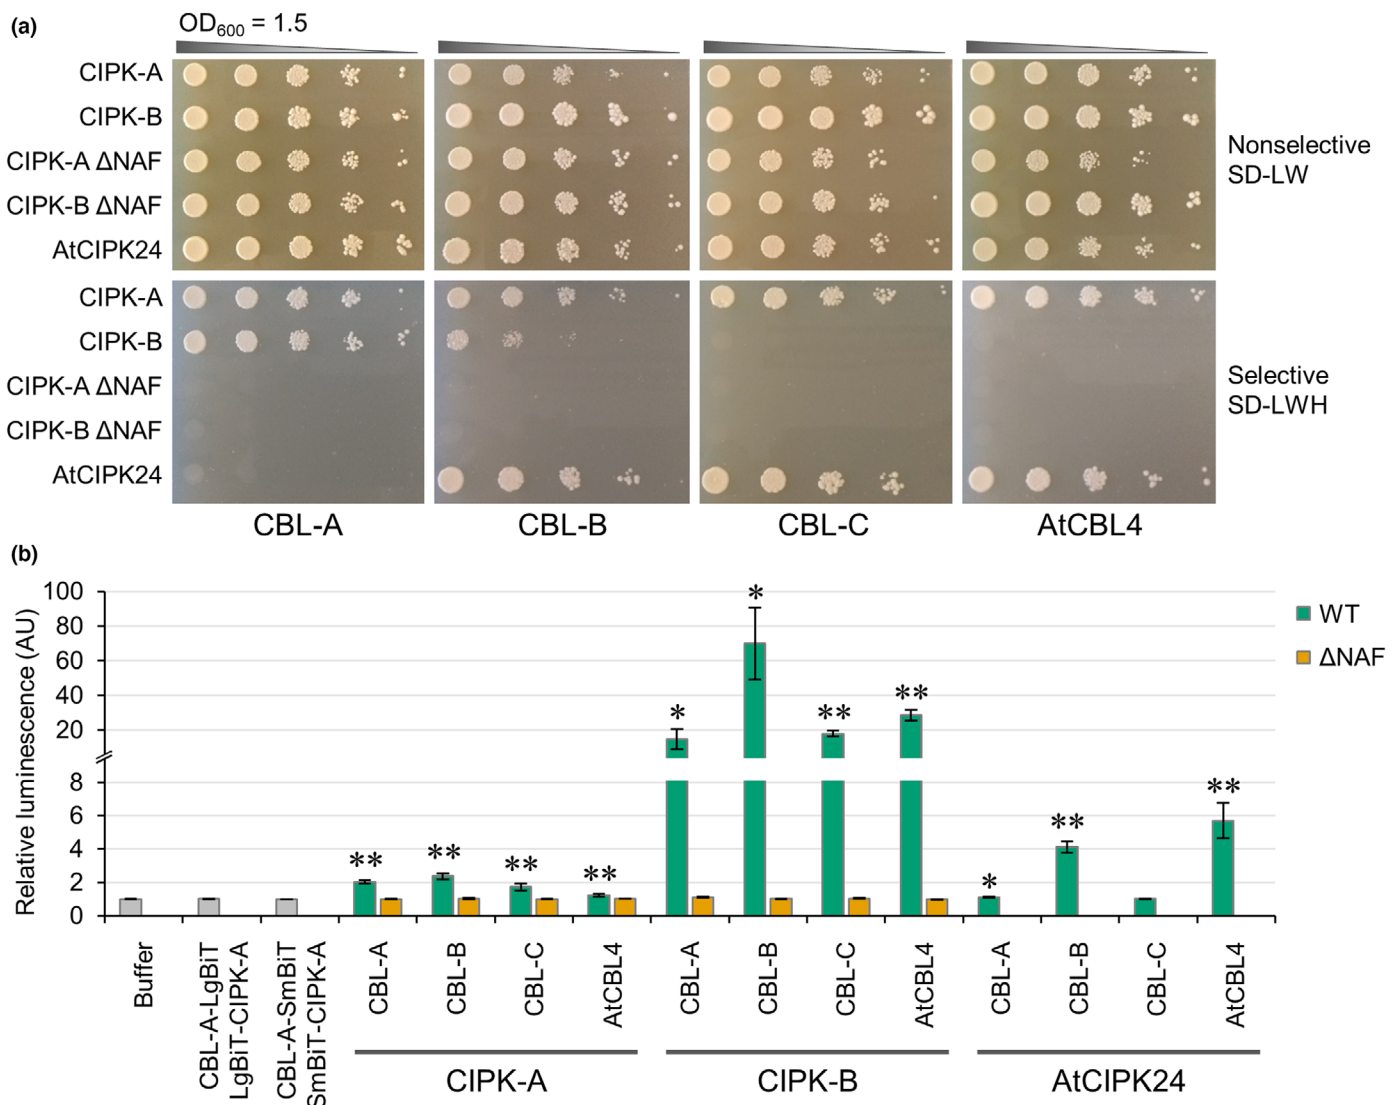 (a)
OD600 = 1.5
CIPK-A
CIPK-B
CIPK-A ΔNAF
CIPK-B ΔNAF
AtCIPK24
Nonselective
SD-LW
CIPK-A
CIPK-B
CIPK-A ΔNAF
CIPK-B ΔNAF
AtCIPK24
Selective
SD-LWH
CBL-A CBL-B CBL-C AtCBL4
(b)
Relative luminescence (AU)
100
80
60
40
20
8
6
4
2
0
* * ** **
** ** ** **
* ** **
WT
ΔNAF
Buffer
CBL-A-LgBiT
LgBiT-CIPK-A
CBL-A-SmBiT
SmBiT-CIPK-A
CBL-A
CBL-B
CBL-C
AtCBL4
CBL-A
CBL-B
CBL-C
AtCBL4
CBL-A
CBL-B
CBL-C
AtCBL4
CIPK-A CIPK-B AtCIPK24